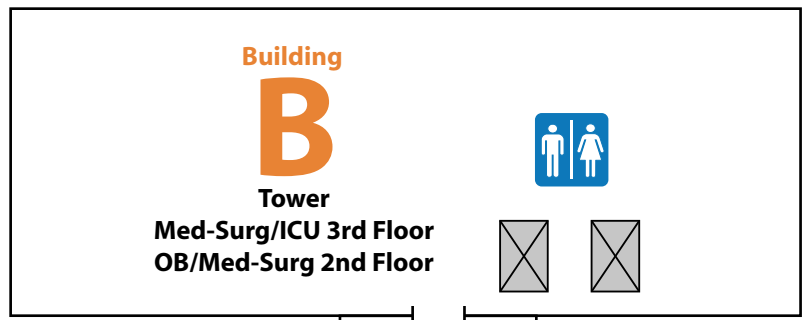 Building
B
Tower
Med-Surg/ICU 3rd Floor
OB/Med-Surg 2nd Floor